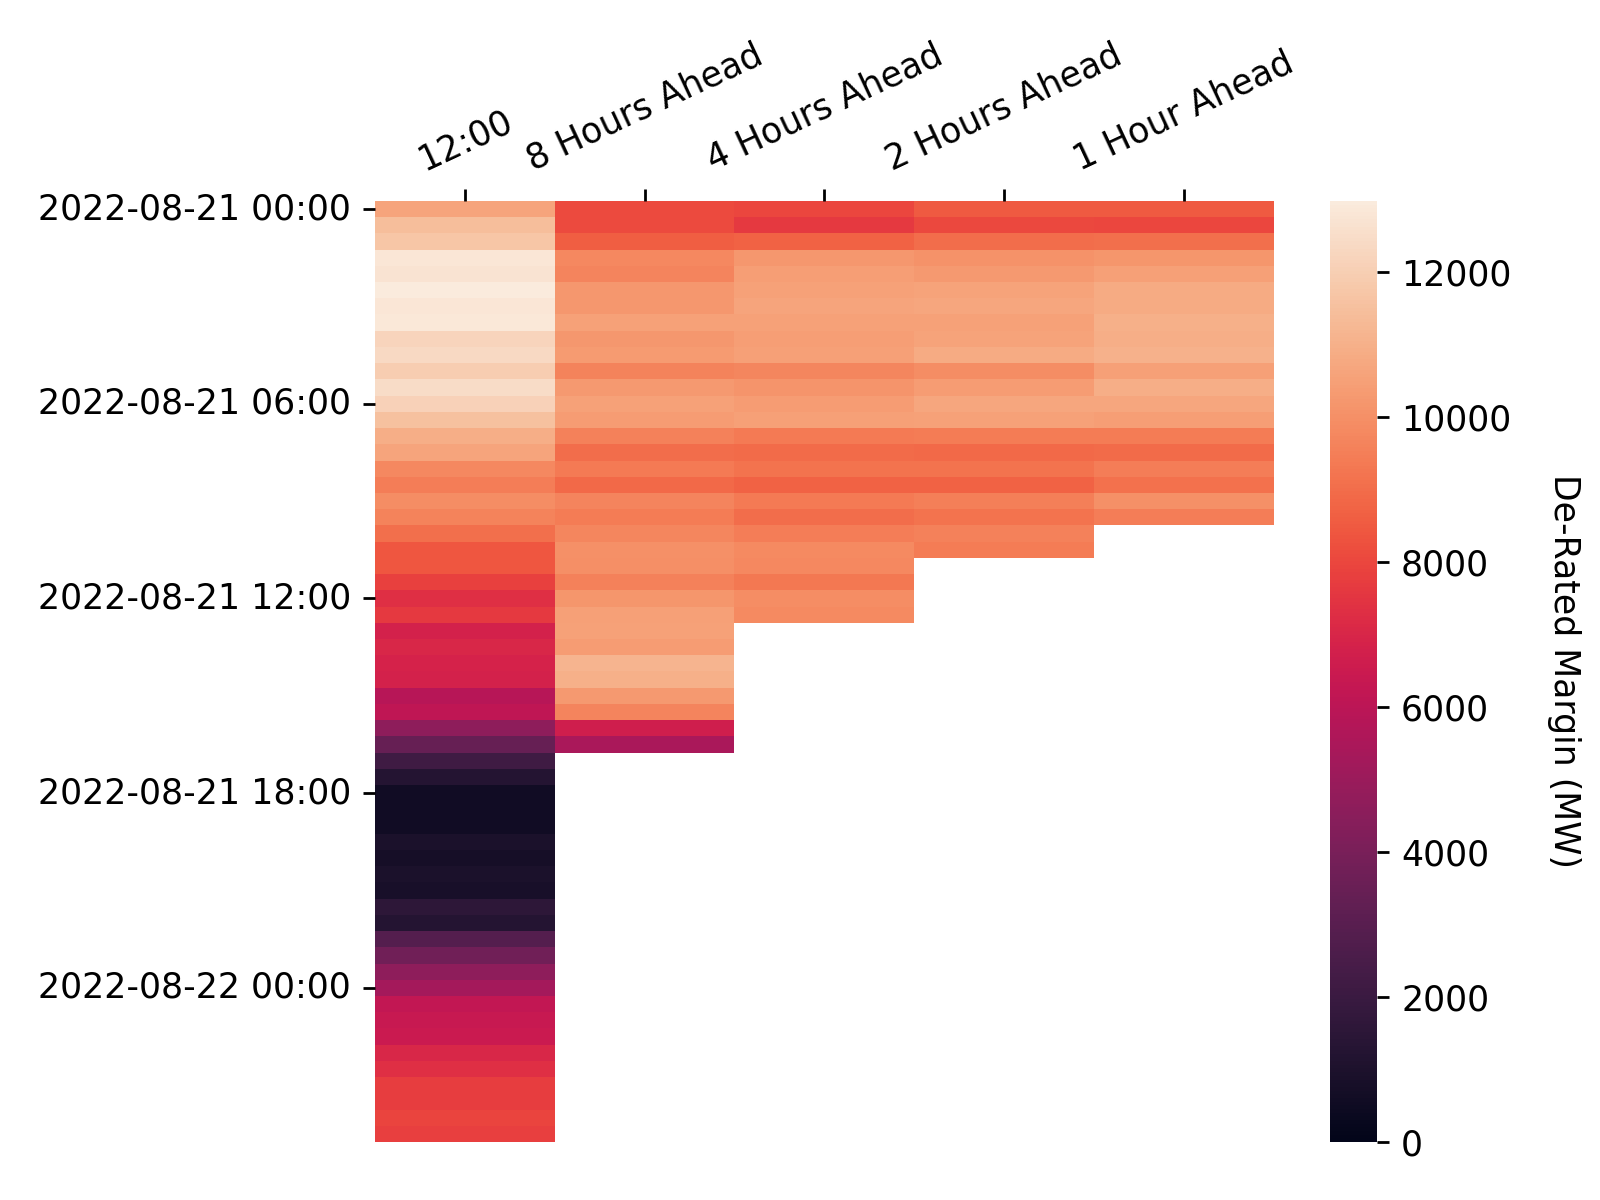 12:00
8 Hours Ahead
4 Hours Ahead
2 Hours Ahead
1 Hour Ahead
2022-08-21 00:00
2022-08-21 06:00
2022-08-21 12:00
2022-08-21 18:00
2022-08-22 00:00
12000
10000
8000
6000
4000
2000
0
De-Rated Margin (MW)